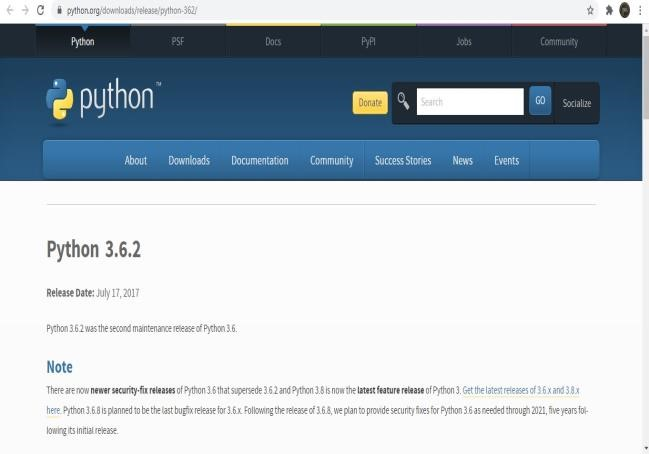 python.org/downloads/release/python-362/
Python PSF Docs PyPI Jobs Community
python™
Donate Search GO Socialize
About Downloads Documentation Community Success Stories News Events
Python 3.6.2
Release Date: July 17, 2017
Python 3.6.2 was the second maintenance release of Python 3.6.
Note
There are now newer security-fix releases of Python 3.6 that supersede 3.6.2 and Python 3.8 is now the latest feature release of Python 3. Get the latest releases of 3.6.x and 3.8.x
here. Python 3.6.8 is planned to be the last bugfix release for 3.6.x. Following the release of 3.6.8, we plan to provide security fixes for Python 3.6 as needed through 2021, five years fol-
lowing its initial release.